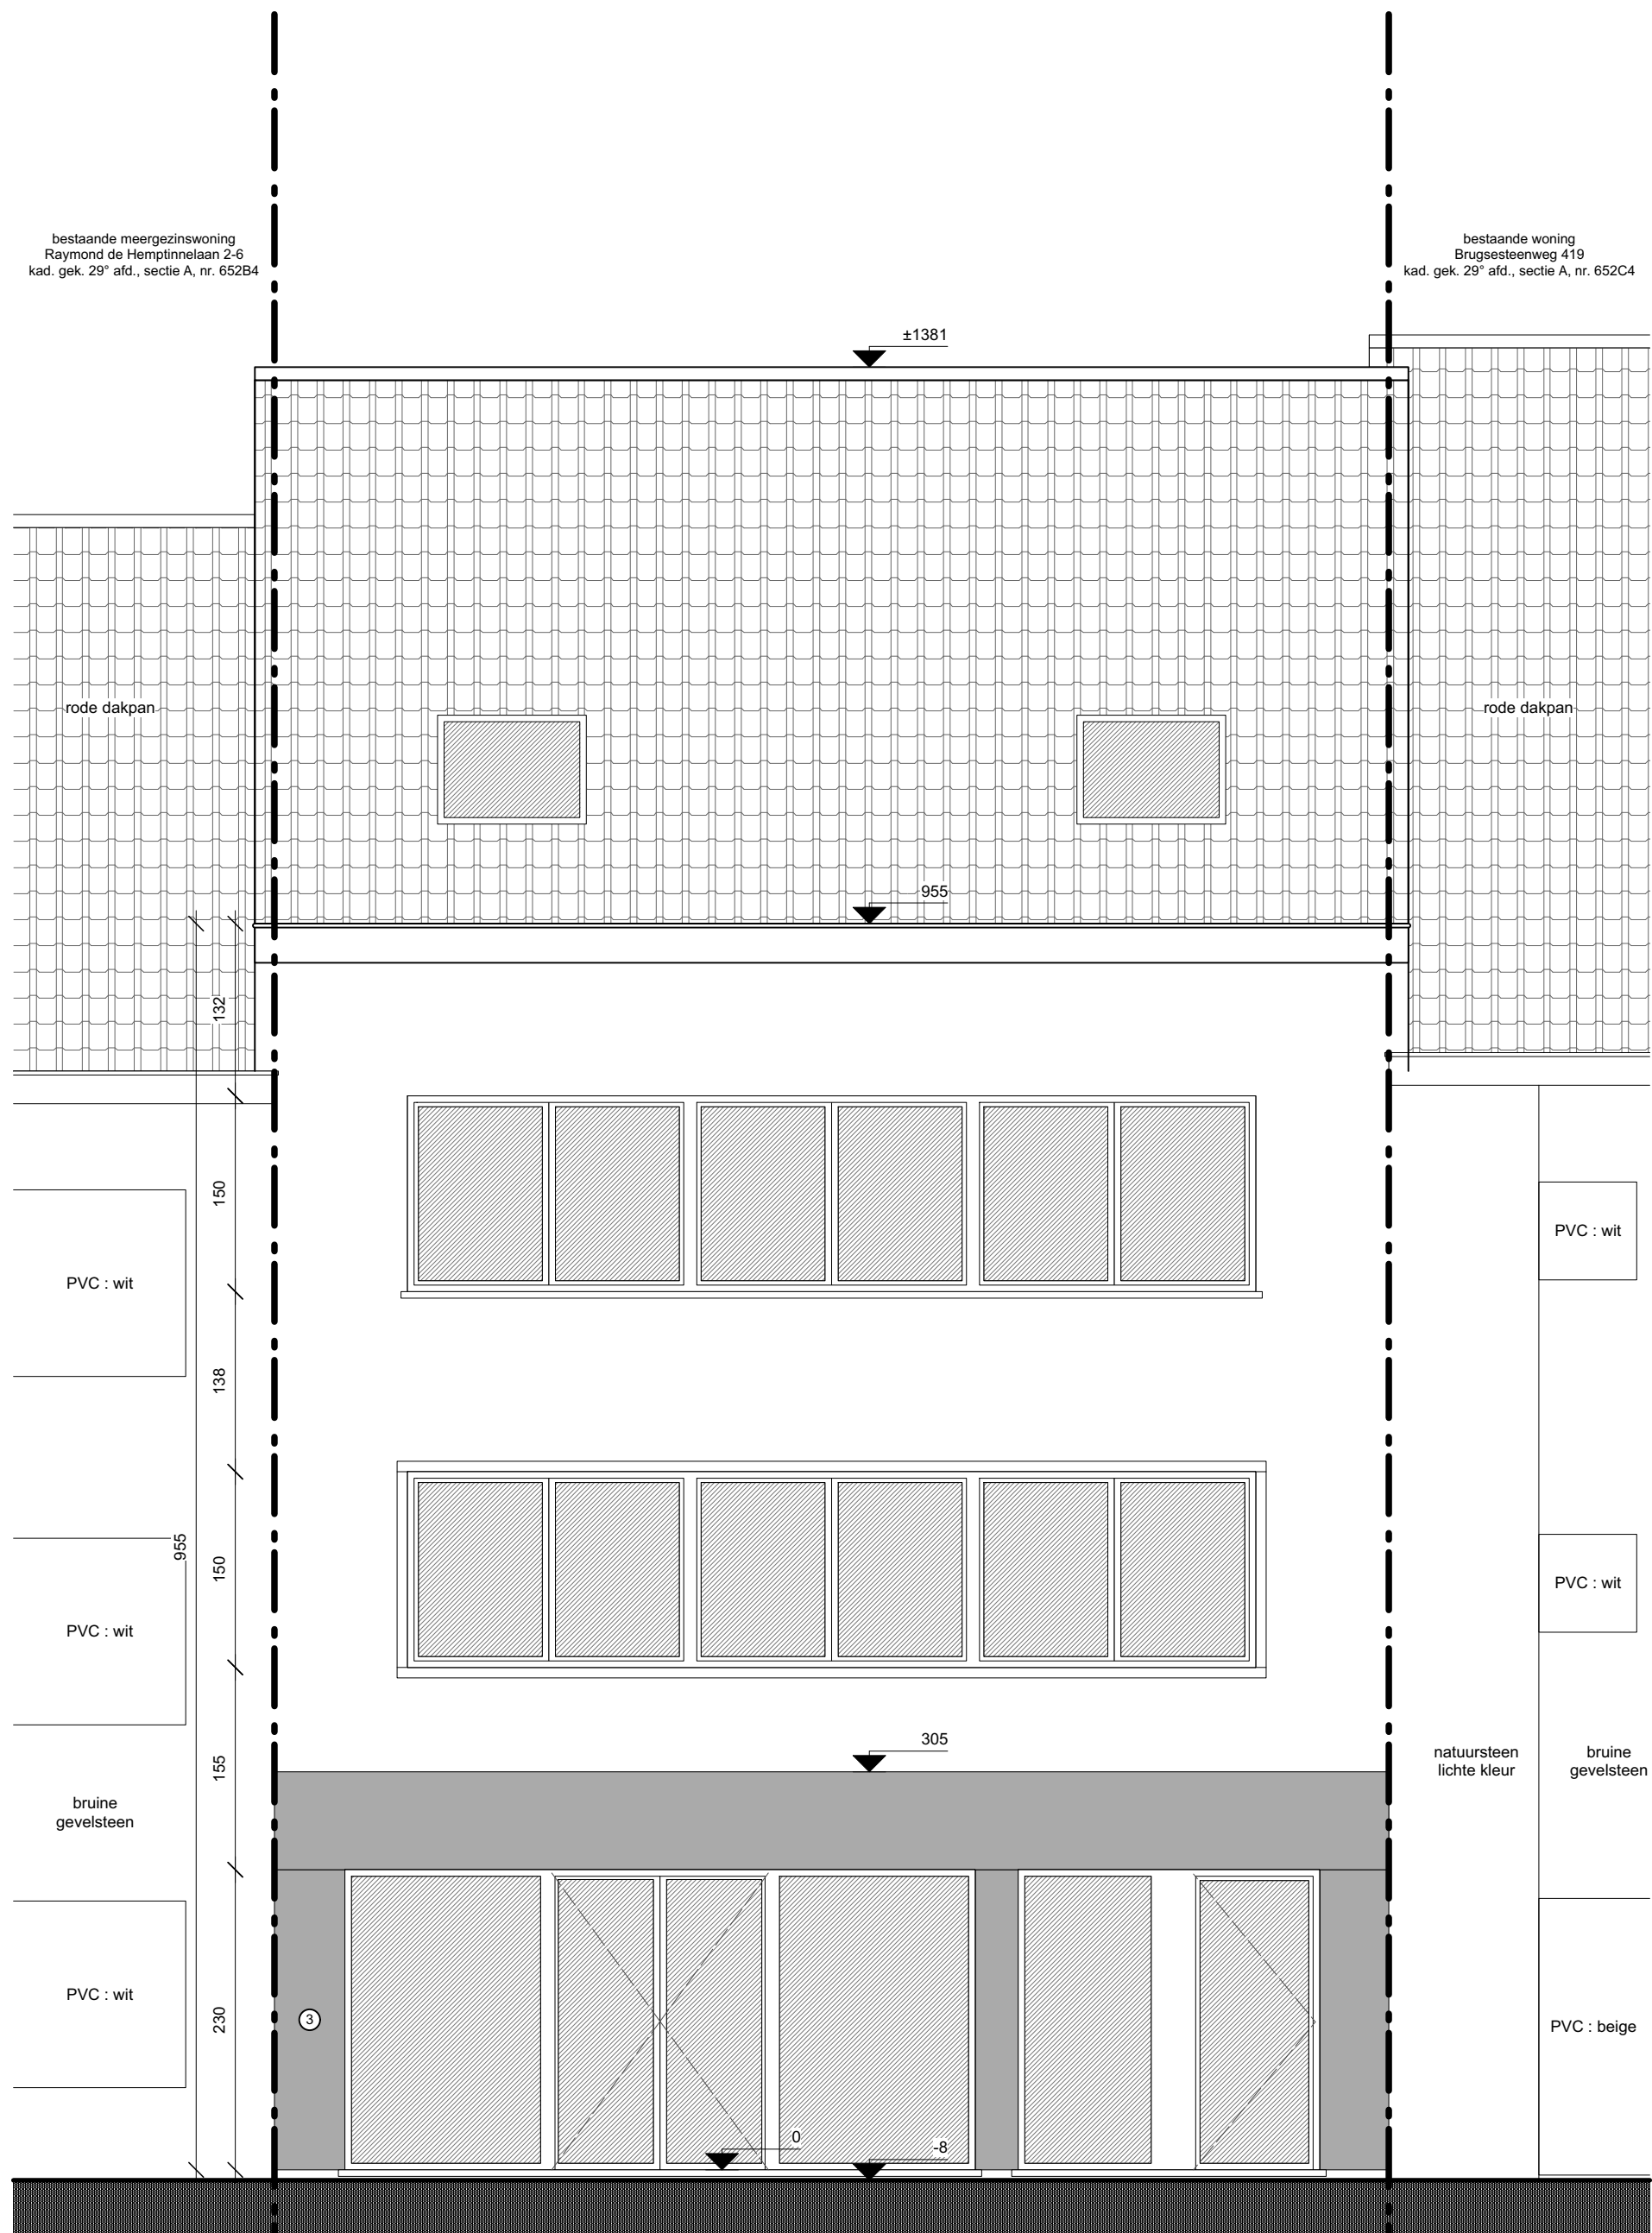 bestaande meergezinswoning
Raymond de Hemptinnelaan 2-6
kad. gek. 29° afd., sectie A, nr. 652B4
bestaande woning
Brugsesteenweg 419
kad. gek. 29° afd., sectie A, nr. 652C4
±1381
rode dakpan
rode dakpan
955
132
150
PVC : wit
PVC : wit
138
955
150
PVC : wit
PVC : wit
305
155
natuursteen
lichte kleur
bruine
gevelsteen
bruine
gevelsteen
PVC : wit
230
3
PVC : beige
0
-8